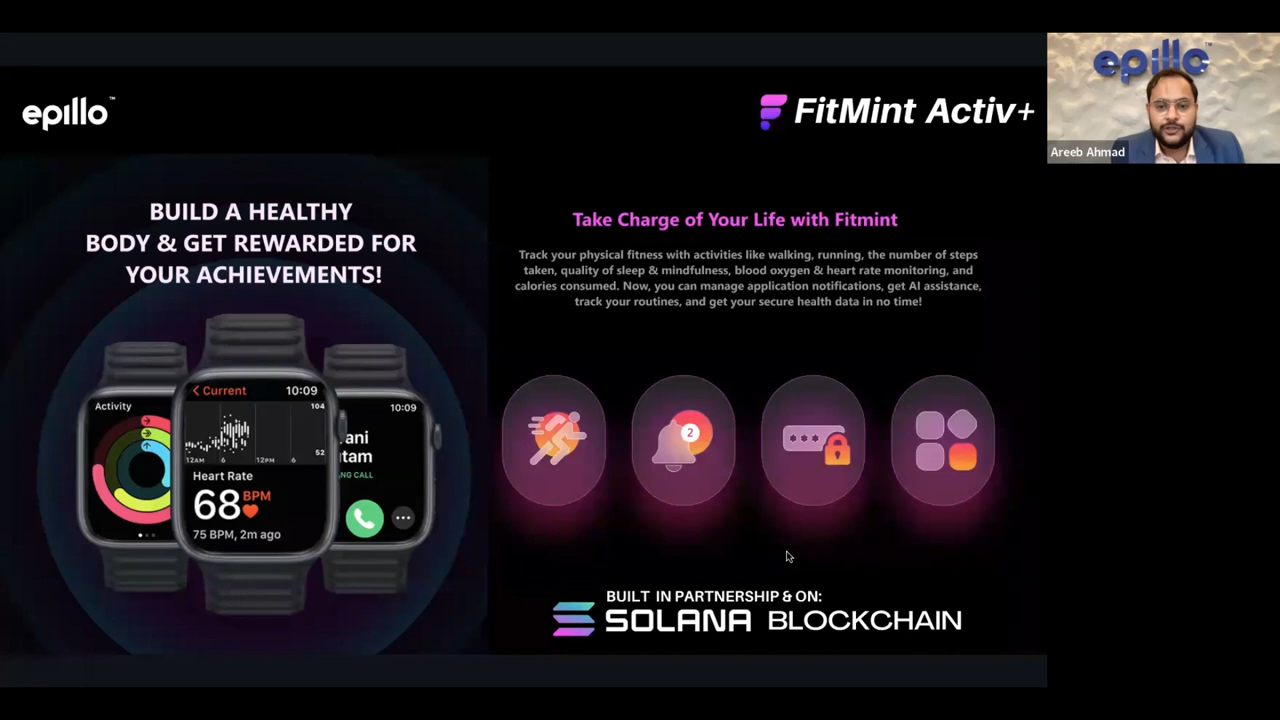 epillo™
FitMint Activ+
epillo™
Areeb Ahmad
BUILD A HEALTHY
BODY & GET REWARDED FOR
YOUR ACHIEVEMENTS!
Take Charge of Your Life with Fitmint
Track your physical fitness with activities like walking, running, the number of steps
taken, quality of sleep & mindfulness, blood oxygen & heart rate monitoring, and
calories consumed. Now, you can manage application notifications, get AI assistance,
track your routines, and get your secure health data in no time!
Activity
Current 10:09
104
52
12AM 6 12PM 6
Heart Rate
68 BPM
75 BPM, 2m ago
10:09
ani
utam
NG CALL
2
***
BUILT IN PARTNERSHIP & ON:
SOLANA BLOCKCHAIN